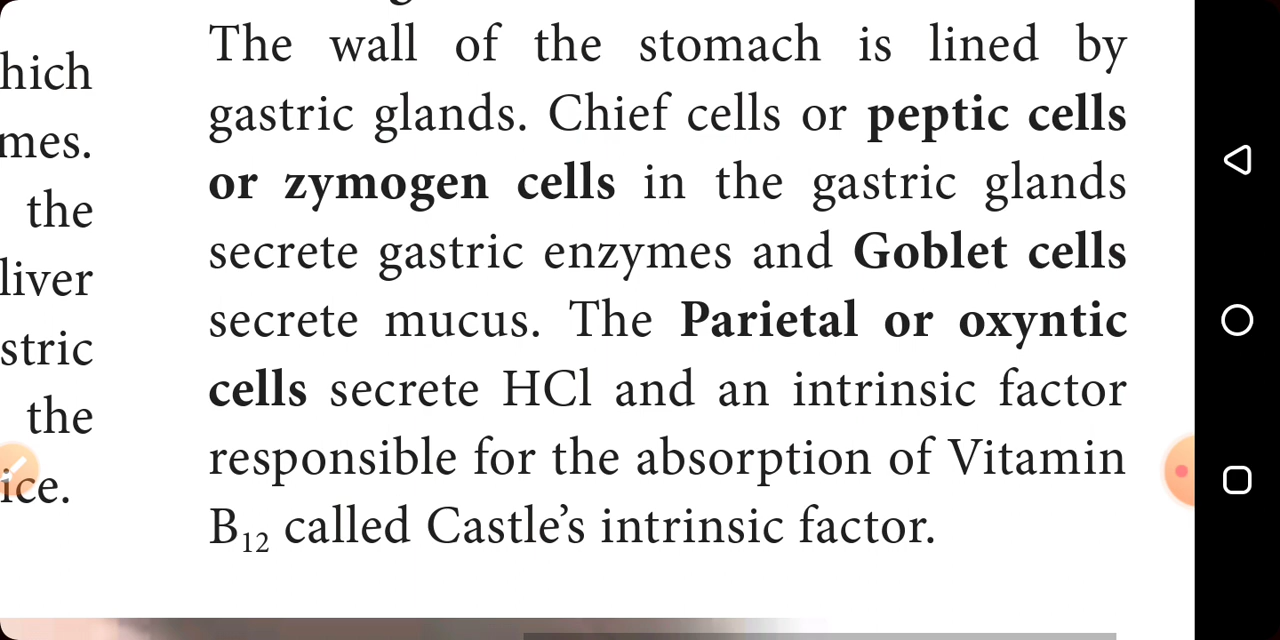 hich
mes.
the
liver
stric
the
ice.
The wall of the stomach is lined by
gastric glands. Chief cells or peptic cells
or zymogen cells in the gastric glands
secrete gastric enzymes and Goblet cells
secrete mucus. The Parietal or oxyntic
cells secrete HCl and an intrinsic factor
responsible for the absorption of Vitamin
B₁₂ called Castle’s intrinsic factor.